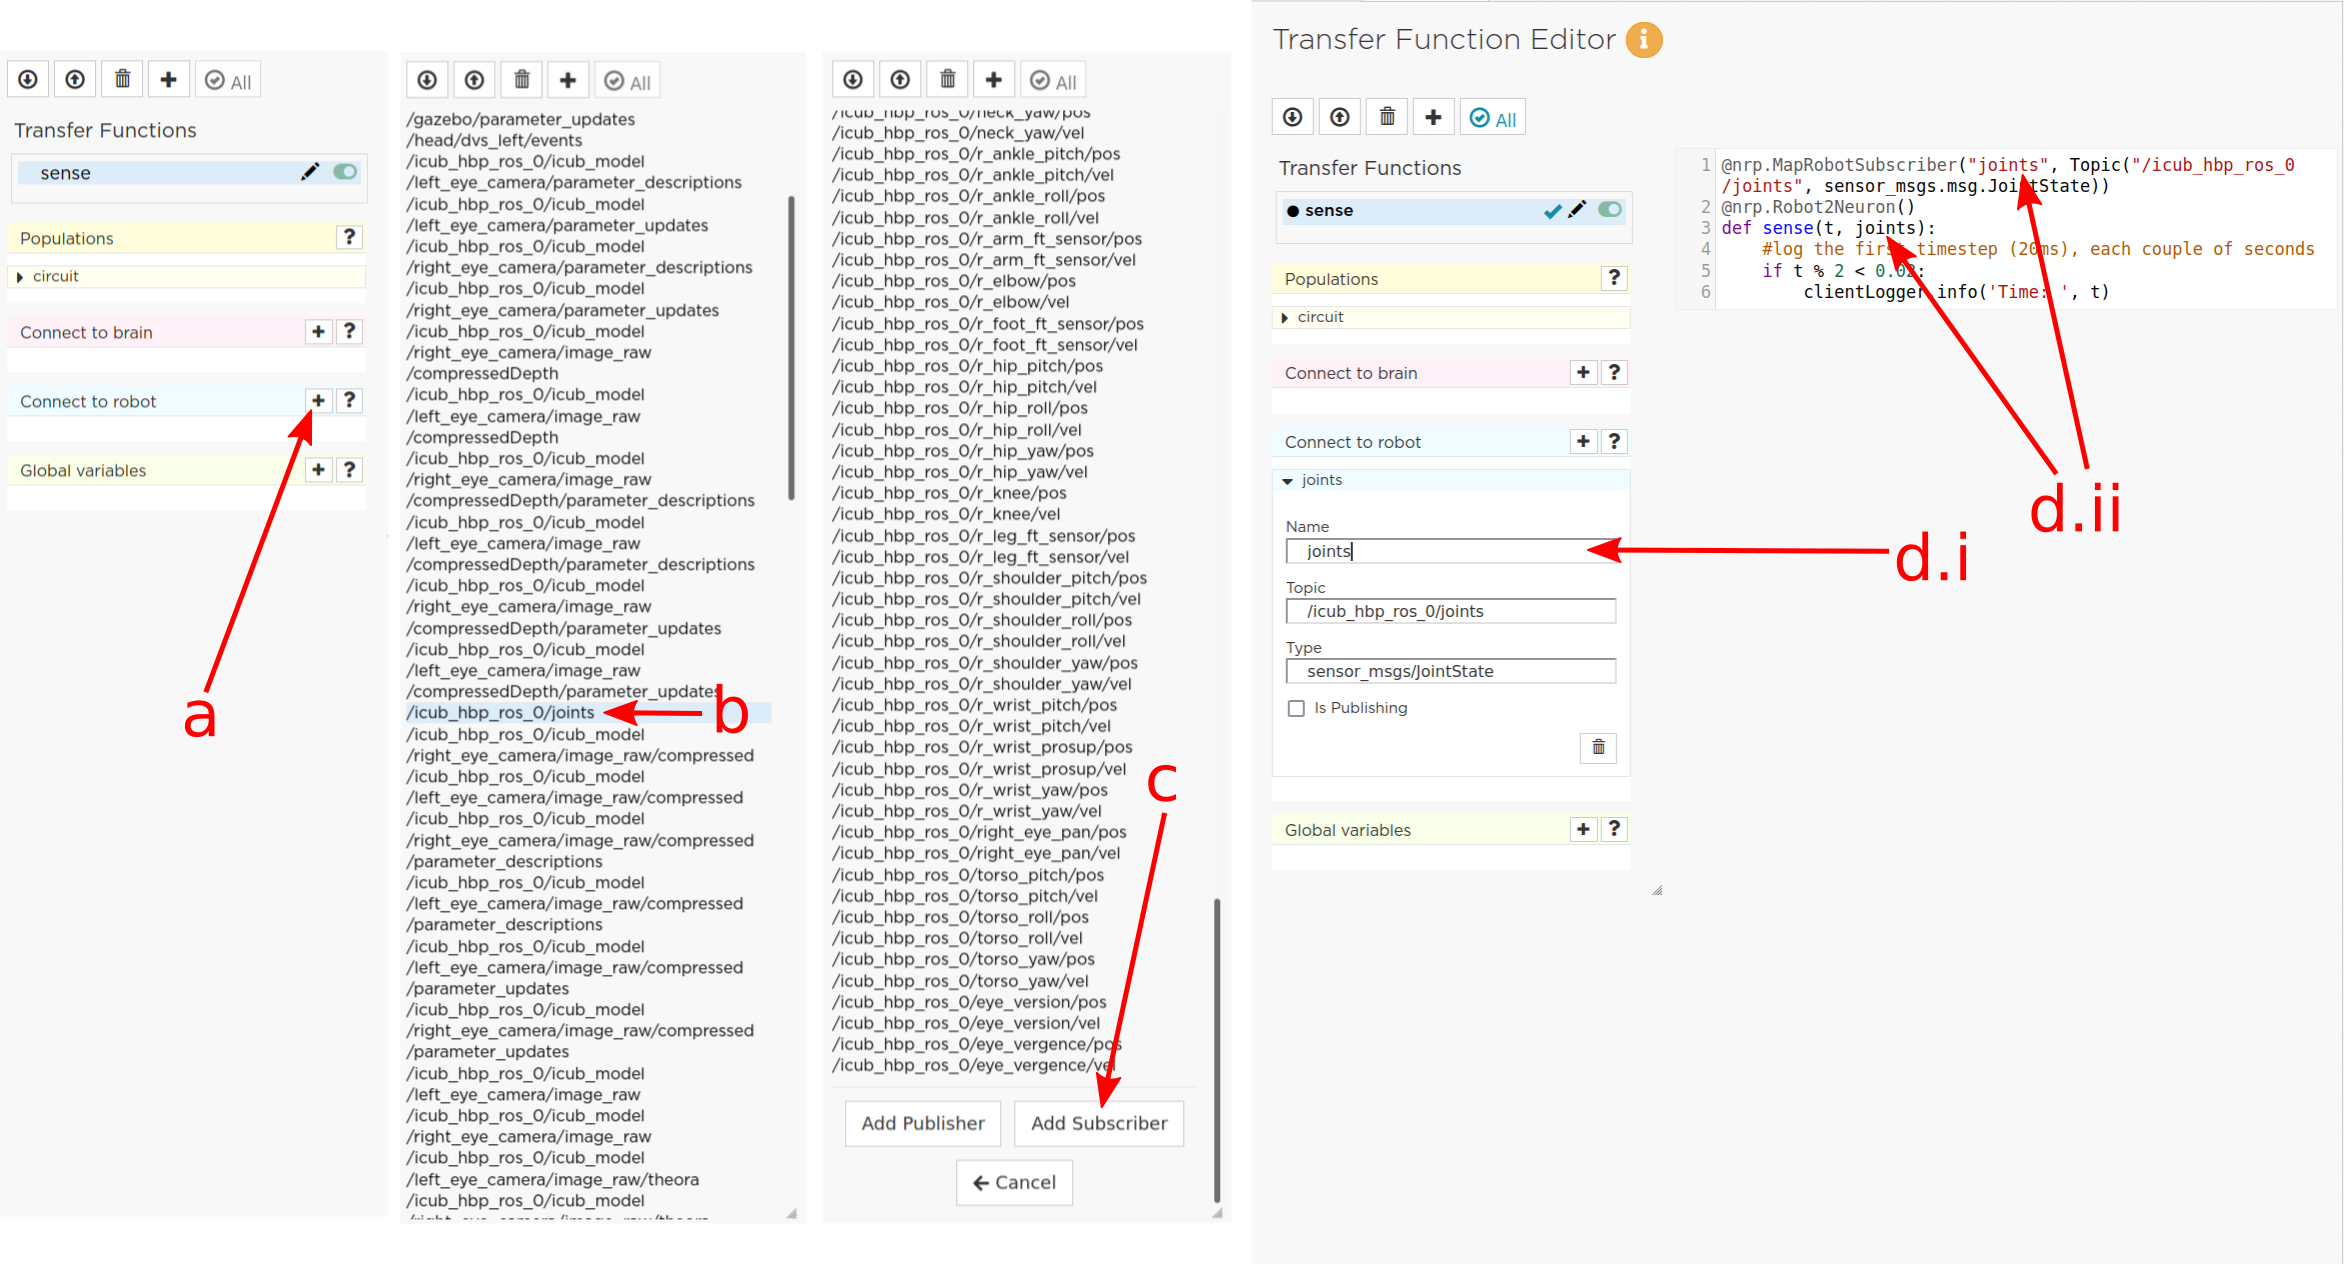 All
Transfer Functions
sense
Populations ?
circuit
Connect to brain + ?
Connect to robot + ?
Global variables + ?
a
All
/gazebo/parameter_updates
/head/dvs_left/events
/icub_hbp_ros_0/icub_model
/left_eye_camera/parameter_descriptions
/icub_hbp_ros_0/icub_model
/left_eye_camera/parameter_updates
/icub_hbp_ros_0/icub_model
/right_eye_camera/parameter_descriptions
/icub_hbp_ros_0/icub_model
/right_eye_camera/parameter_updates
/icub_hbp_ros_0/icub_model
/right_eye_camera/image_raw
/compressedDepth
/icub_hbp_ros_0/icub_model
/left_eye_camera/image_raw
/compressedDepth
/icub_hbp_ros_0/icub_model
/right_eye_camera/image_raw
/compressedDepth/parameter_descriptions
/icub_hbp_ros_0/icub_model
/left_eye_camera/image_raw
/compressedDepth/parameter_descriptions
/icub_hbp_ros_0/icub_model
/right_eye_camera/image_raw
/compressedDepth/parameter_updates
/icub_hbp_ros_0/icub_model
/left_eye_camera/image_raw
/compressedDepth/parameter_updates
/icub_hbp_ros_0/joints
b
/icub_hbp_ros_0/icub_model
/right_eye_camera/image_raw/compressed
/icub_hbp_ros_0/icub_model
/left_eye_camera/image_raw/compressed
/icub_hbp_ros_0/icub_model
/right_eye_camera/image_raw/compressed
/parameter_descriptions
/icub_hbp_ros_0/icub_model
/left_eye_camera/image_raw/compressed
/parameter_descriptions
/icub_hbp_ros_0/icub_model
/left_eye_camera/image_raw/compressed
/parameter_updates
/icub_hbp_ros_0/icub_model
/right_eye_camera/image_raw/compressed
/parameter_updates
/icub_hbp_ros_0/icub_model
/left_eye_camera/image_raw
/icub_hbp_ros_0/icub_model
/right_eye_camera/image_raw
/icub_hbp_ros_0/icub_model
/left_eye_camera/image_raw/theora
/icub_hbp_ros_0/icub_model
/right_eye_camera/image_raw/theora
All
/icub_hbp_ros_0/neck_yaw/pos
/icub_hbp_ros_0/neck_yaw/vel
/icub_hbp_ros_0/r_ankle_pitch/pos
/icub_hbp_ros_0/r_ankle_pitch/vel
/icub_hbp_ros_0/r_ankle_roll/pos
/icub_hbp_ros_0/r_ankle_roll/vel
/icub_hbp_ros_0/r_arm_ft_sensor/pos
/icub_hbp_ros_0/r_arm_ft_sensor/vel
/icub_hbp_ros_0/r_elbow/pos
/icub_hbp_ros_0/r_elbow/vel
/icub_hbp_ros_0/r_foot_ft_sensor/pos
/icub_hbp_ros_0/r_foot_ft_sensor/vel
/icub_hbp_ros_0/r_hip_pitch/pos
/icub_hbp_ros_0/r_hip_pitch/vel
/icub_hbp_ros_0/r_hip_roll/pos
/icub_hbp_ros_0/r_hip_roll/vel
/icub_hbp_ros_0/r_hip_yaw/pos
/icub_hbp_ros_0/r_hip_yaw/vel
/icub_hbp_ros_0/r_knee/pos
/icub_hbp_ros_0/r_knee/vel
/icub_hbp_ros_0/r_leg_ft_sensor/pos
/icub_hbp_ros_0/r_leg_ft_sensor/vel
/icub_hbp_ros_0/r_shoulder_pitch/pos
/icub_hbp_ros_0/r_shoulder_pitch/vel
/icub_hbp_ros_0/r_shoulder_roll/pos
/icub_hbp_ros_0/r_shoulder_roll/vel
/icub_hbp_ros_0/r_shoulder_yaw/pos
/icub_hbp_ros_0/r_shoulder_yaw/vel
/icub_hbp_ros_0/r_wrist_pitch/pos
/icub_hbp_ros_0/r_wrist_pitch/vel
/icub_hbp_ros_0/r_wrist_prosup/pos
/icub_hbp_ros_0/r_wrist_prosup/vel
/icub_hbp_ros_0/r_wrist_yaw/pos
/icub_hbp_ros_0/r_wrist_yaw/vel
/icub_hbp_ros_0/right_eye_pan/pos
/icub_hbp_ros_0/right_eye_pan/vel
/icub_hbp_ros_0/torso_pitch/pos
/icub_hbp_ros_0/torso_pitch/vel
/icub_hbp_ros_0/torso_roll/pos
/icub_hbp_ros_0/torso_roll/vel
/icub_hbp_ros_0/torso_yaw/pos
/icub_hbp_ros_0/torso_yaw/vel
/icub_hbp_ros_0/eye_version/pos
/icub_hbp_ros_0/eye_version/vel
/icub_hbp_ros_0/eye_vergence/pos
/icub_hbp_ros_0/eye_vergence/vel
c
Add Publisher Add Subscriber
Cancel
Transfer Function Editor i
All
Transfer Functions
sense
Populations ?
circuit
Connect to brain + ?
Connect to robot + ?
joints
Name
joints
Topic
/icub_hbp_ros_0/joints
Type
sensor_msgs/JointState
Is Publishing
Global variables + ?
1 @nrp.MapRobotSubscriber("joints", Topic("/icub_hbp_ros_0
/joints", sensor_msgs.msg.JointState))
2 @nrp.Robot2Neuron()
3 def sense(t, joints):
4 #log the first timestep (20ms), each couple of seconds
5 if t % 2 < 0.02:
6 clientLogger.info('Time: ', t)
d.ii
d.i